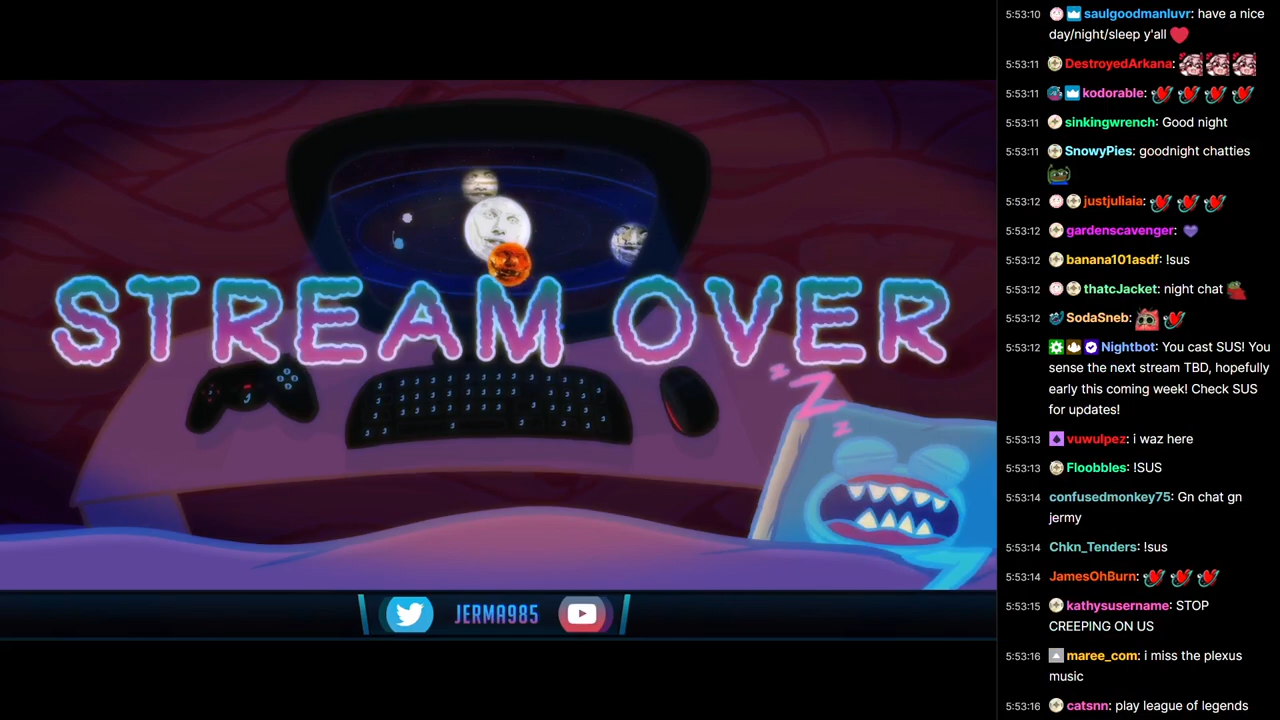 STREAM OVER
z
Z
z
JERMA985
5:53:10 saulgoodmanluvr: have a nice
day/night/sleep y'all
5:53:11 DestroyedArkana:
5:53:11 kodorable:
5:53:11 sinkingwrench: Good night
5:53:11 SnowyPies: goodnight chatties
5:53:12 justjuliaia:
5:53:12 gardenscavenger:
5:53:12 banana101asdf: !sus
5:53:12 thatcJacket: night chat
5:53:12 SodaSneb:
5:53:12 Nightbot: You cast SUS! You
sense the next stream TBD, hopefully
early this coming week! Check SUS
for updates!
5:53:13 vuwulpez: i waz here
5:53:13 Floobbles: !SUS
5:53:14 confusedmonkey75: Gn chat gn
jermy
5:53:14 Chkn_Tenders: !sus
5:53:14 JamesOhBurn:
5:53:15 kathysusername: STOP
CREEPING ON US
5:53:16 maree_com: i miss the plexus
music
5:53:16 catsnn: play league of legends